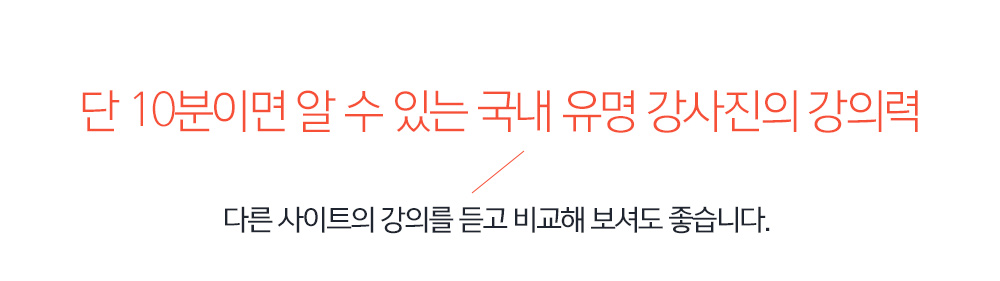 단 10분이면 알 수 있는 국내 유명 강사진의 강의력
다른 사이트의 강의를 듣고 비교해 보셔도 좋습니다.